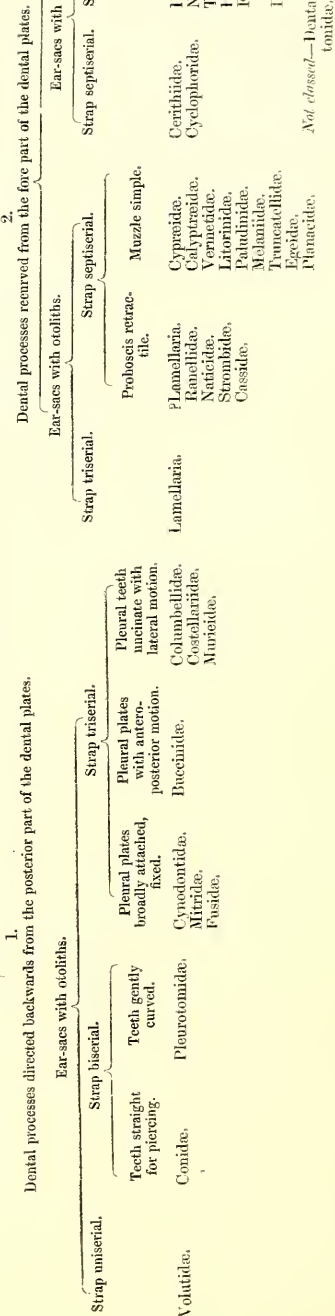 1.
Dental processes directed backwards from the posterior part of the dental plates.
Ear-sacs with otoliths.
Strap uniserial.
Strap biserial.
Strap triserial.
Teeth straight for piercing.
Teeth gently curved.
Pleural plates broadly attached, fixed.
Pleural plates with antero-posterior motion.
Pleural teeth uncinate with lateral motion.
Volutidæ.
Conidæ.
Pleurotomidæ.
Cynodontidæ.
Mitridæ.
Fusidæ.
Buccinidæ.
Columbellidæ.
Costellariidæ.
Muricidæ.
2.
Dental processes recurved from the fore part of the dental plates.
Ear-sacs with otoliths.
Ear-sacs with
Strap triserial.
Strap septiserial.
Strap septiserial.
Proboscis retractile.
Muzzle simple.
Lamellaria.
?Lamellaria.
Ranellidæ.
Naticidæ.
Strombidæ.
Cassidæ.
Cypræidæ.
Calyptræidæ.
Vermetidæ.
Litorinidæ.
Paludinidæ.
Melaniidæ.
Truncatellidæ.
Egeidæ.
Planacidæ.
Cerithiidæ.
Cyclophoridæ.
Not classed—Denta
tonidæ.